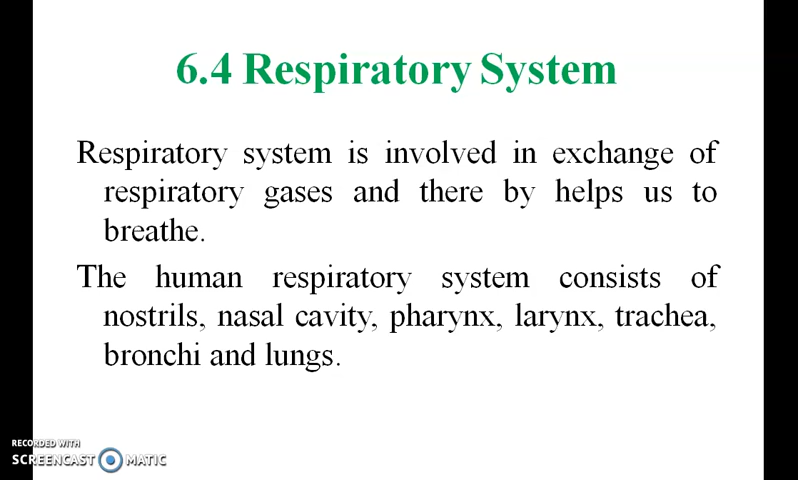 6.4 Respiratory System
Respiratory system is involved in exchange of
respiratory gases and there by helps us to
breathe.
The human respiratory system consists of
nostrils, nasal cavity, pharynx, larynx, trachea,
bronchi and lungs.
RECORDED WITH
SCREENCAST MATIC